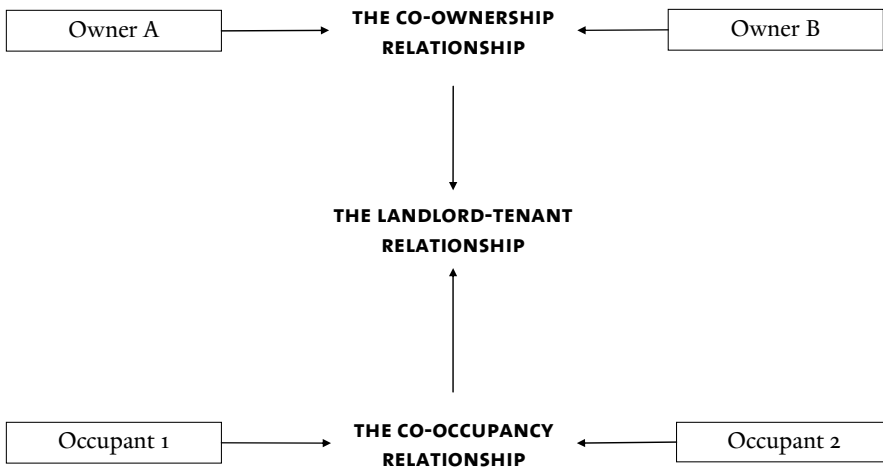 Owner A
THE CO-OWNERSHIP
RELATIONSHIP
Owner B
THE LANDLORD-TENANT
RELATIONSHIP
Occupant 1
THE CO-OCCUPANCY
RELATIONSHIP
Occupant 2